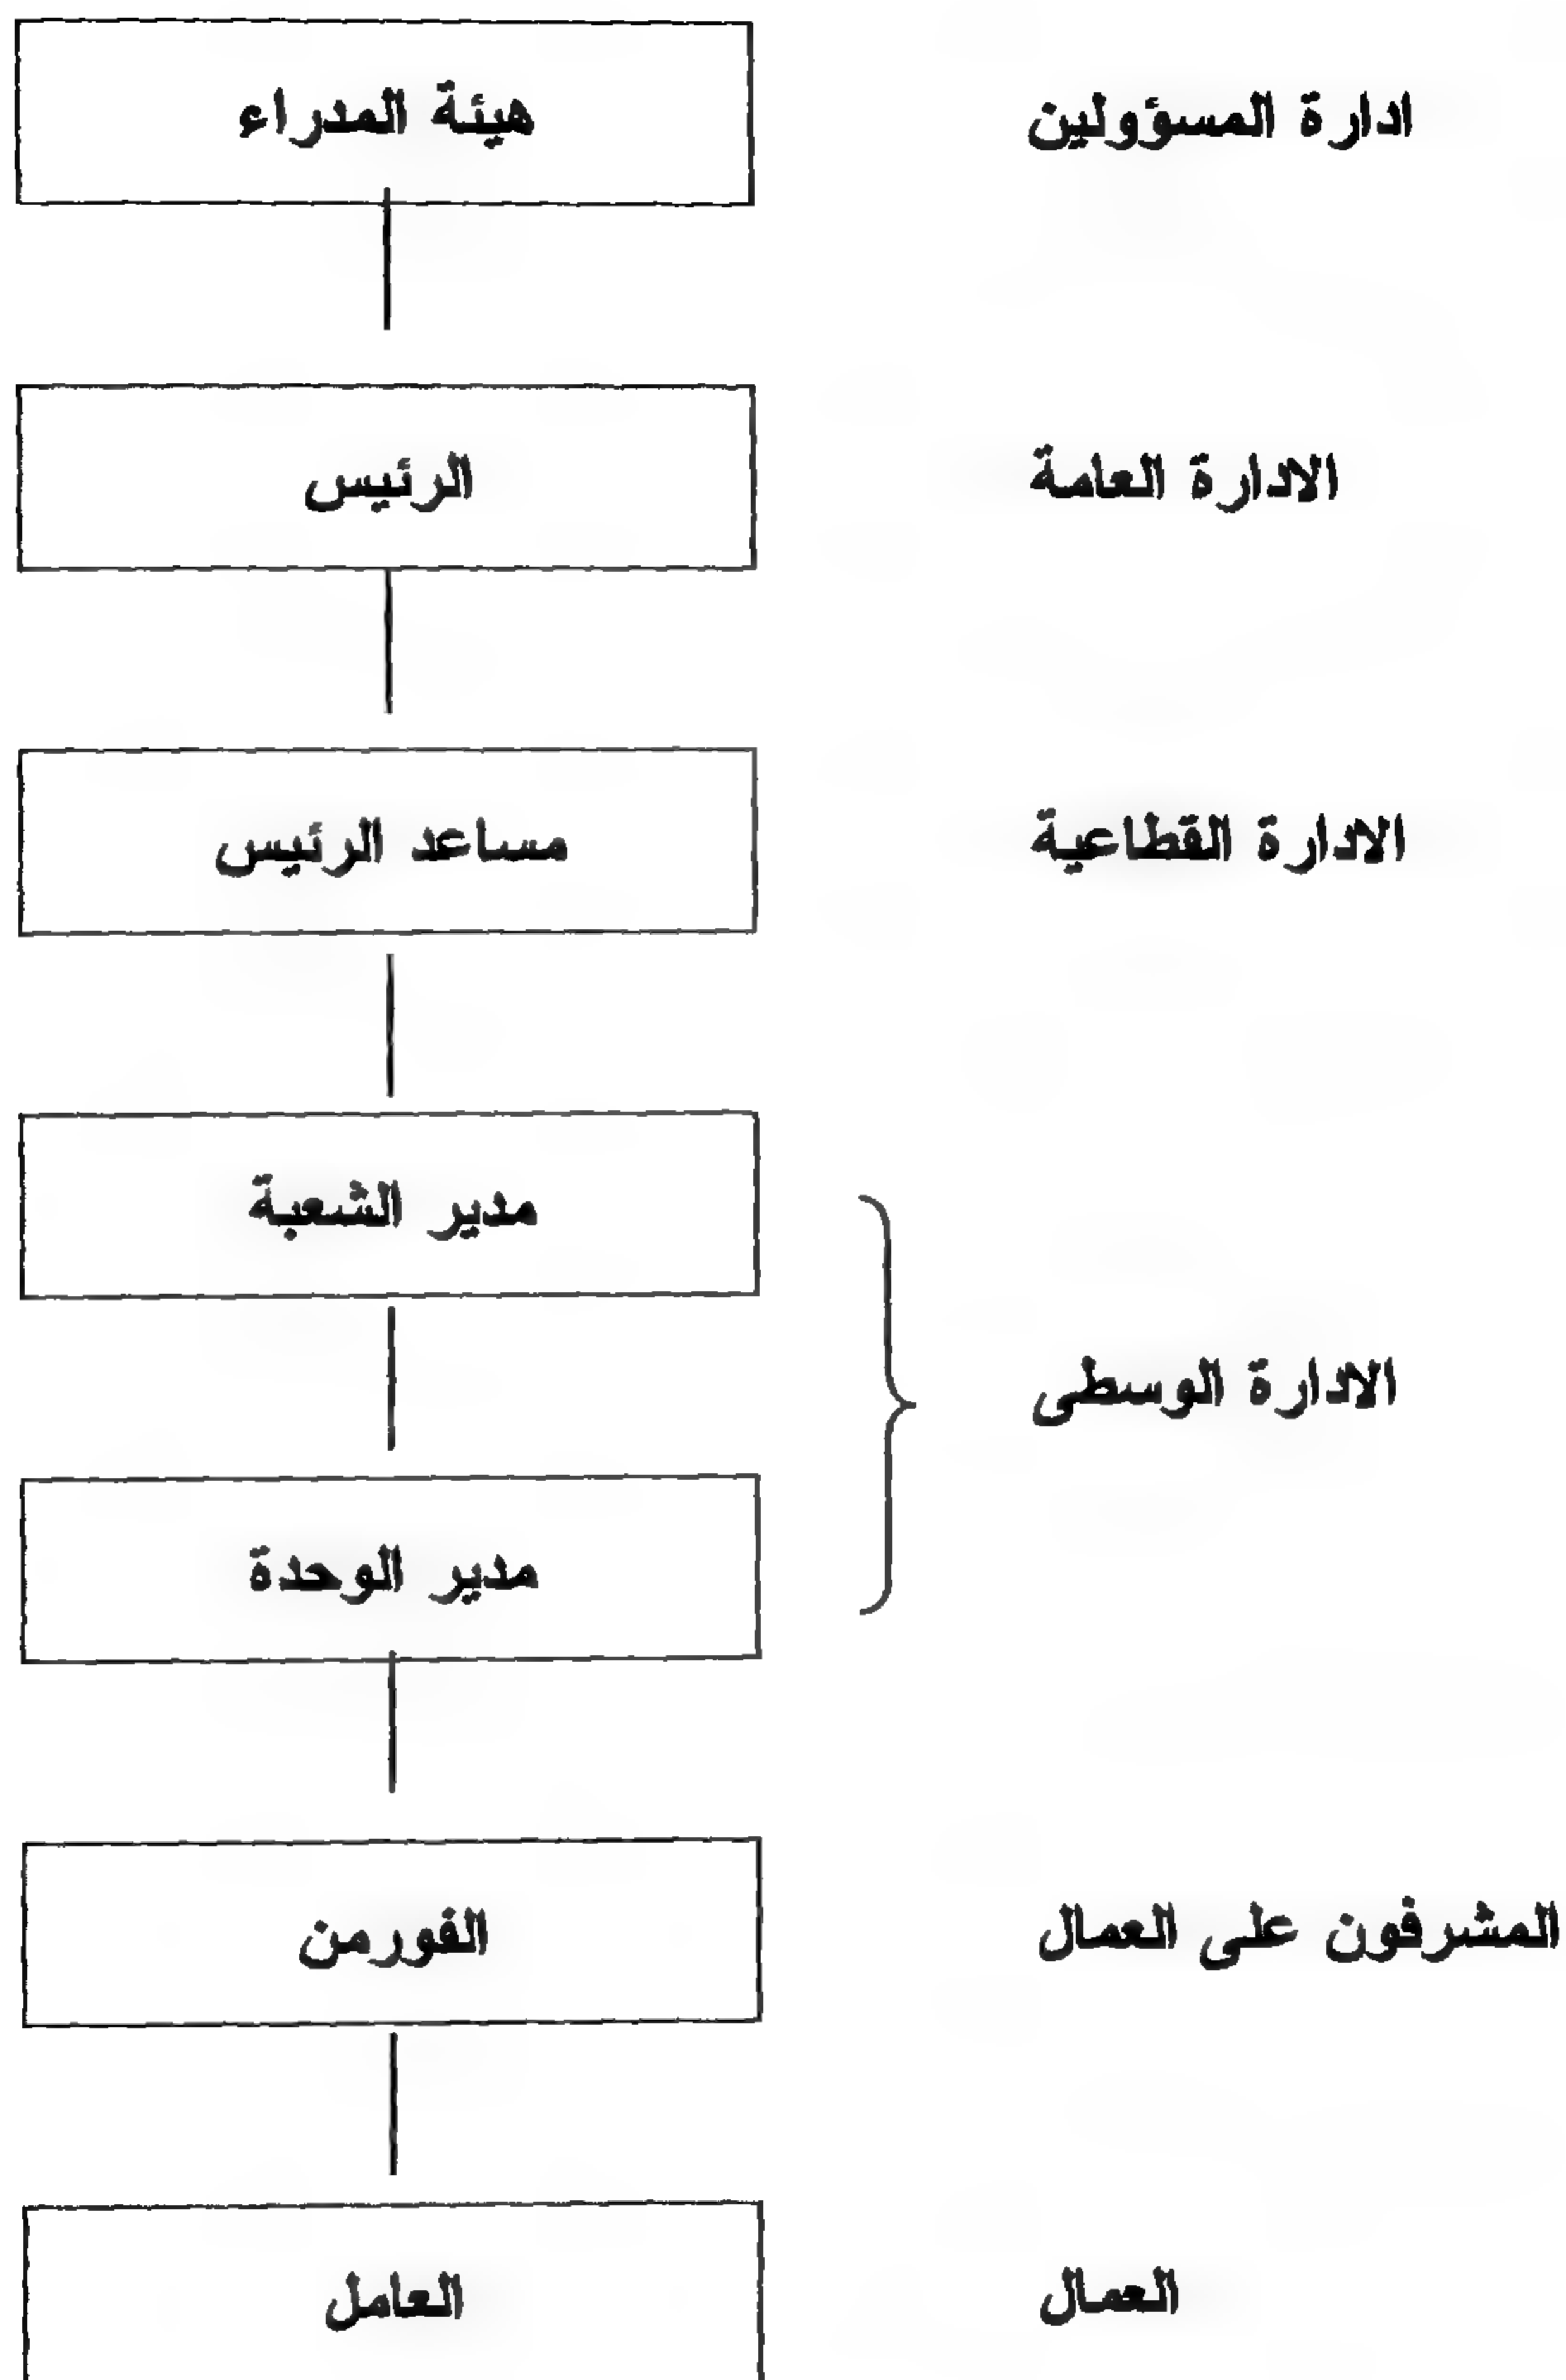 ادارة المسؤولين
هيئة المدراء
الادارة العامة
الرئيس
الادارة القطاعية
مساعد الرئيس
مدير الشعبة
الادارة الوسطى
مدير الوحدة
المشرفون على العمال
الفورمن
العمال
العامل